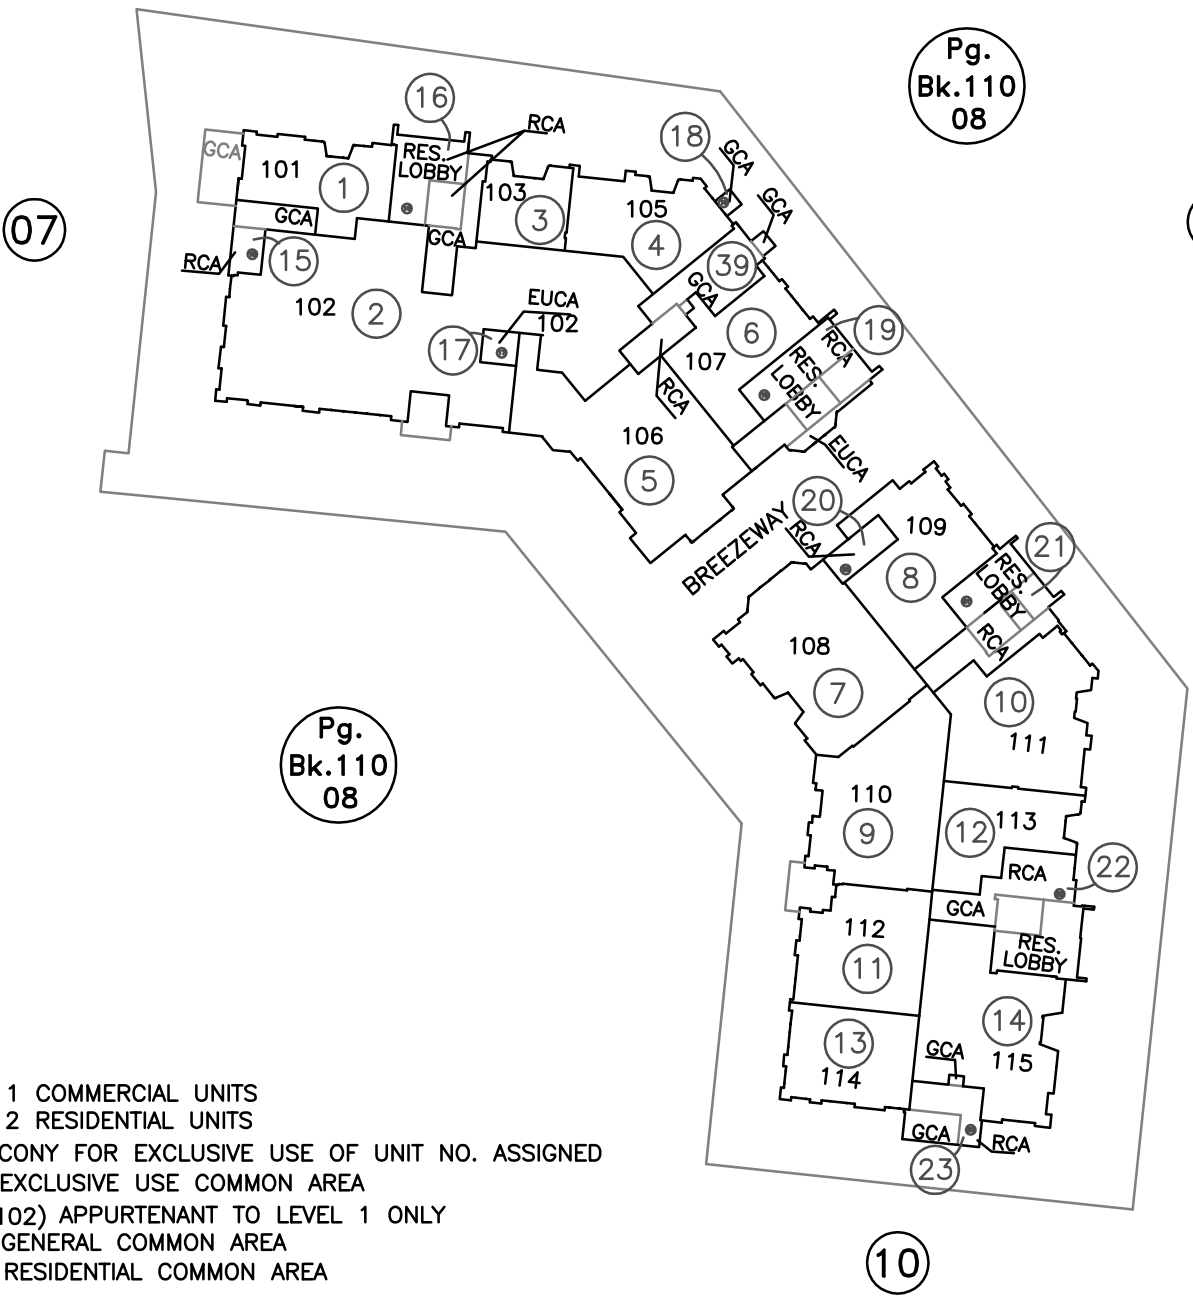 Pg.
Bk.110
08
16
RCA
18
GCA
GCA
RES.
LOBBY
GCA
101
1
103
3
105
4
GCA
07
GCA
GCA
39
RCA
15
102
2
EUCA
102
17
GCA
6
107
19
RCA
RES.
LOBBY
RCA
106
5
EUCA
20
BREEZEWAY
RCA
109
8
21
RES.
LOBBY
RCA
108
7
10
111
Pg.
Bk.110
08
110
9
12
113
22
RCA
GCA
112
11
RES.
LOBBY
14
13
114
GCA
115
GCA
RCA
23
1 COMMERCIAL UNITS
2 RESIDENTIAL UNITS
CONY FOR EXCLUSIVE USE OF UNIT NO. ASSIGNED
EXCLUSIVE USE COMMON AREA
102) APPURTENANT TO LEVEL 1 ONLY
GENERAL COMMON AREA
RESIDENTIAL COMMON AREA
10